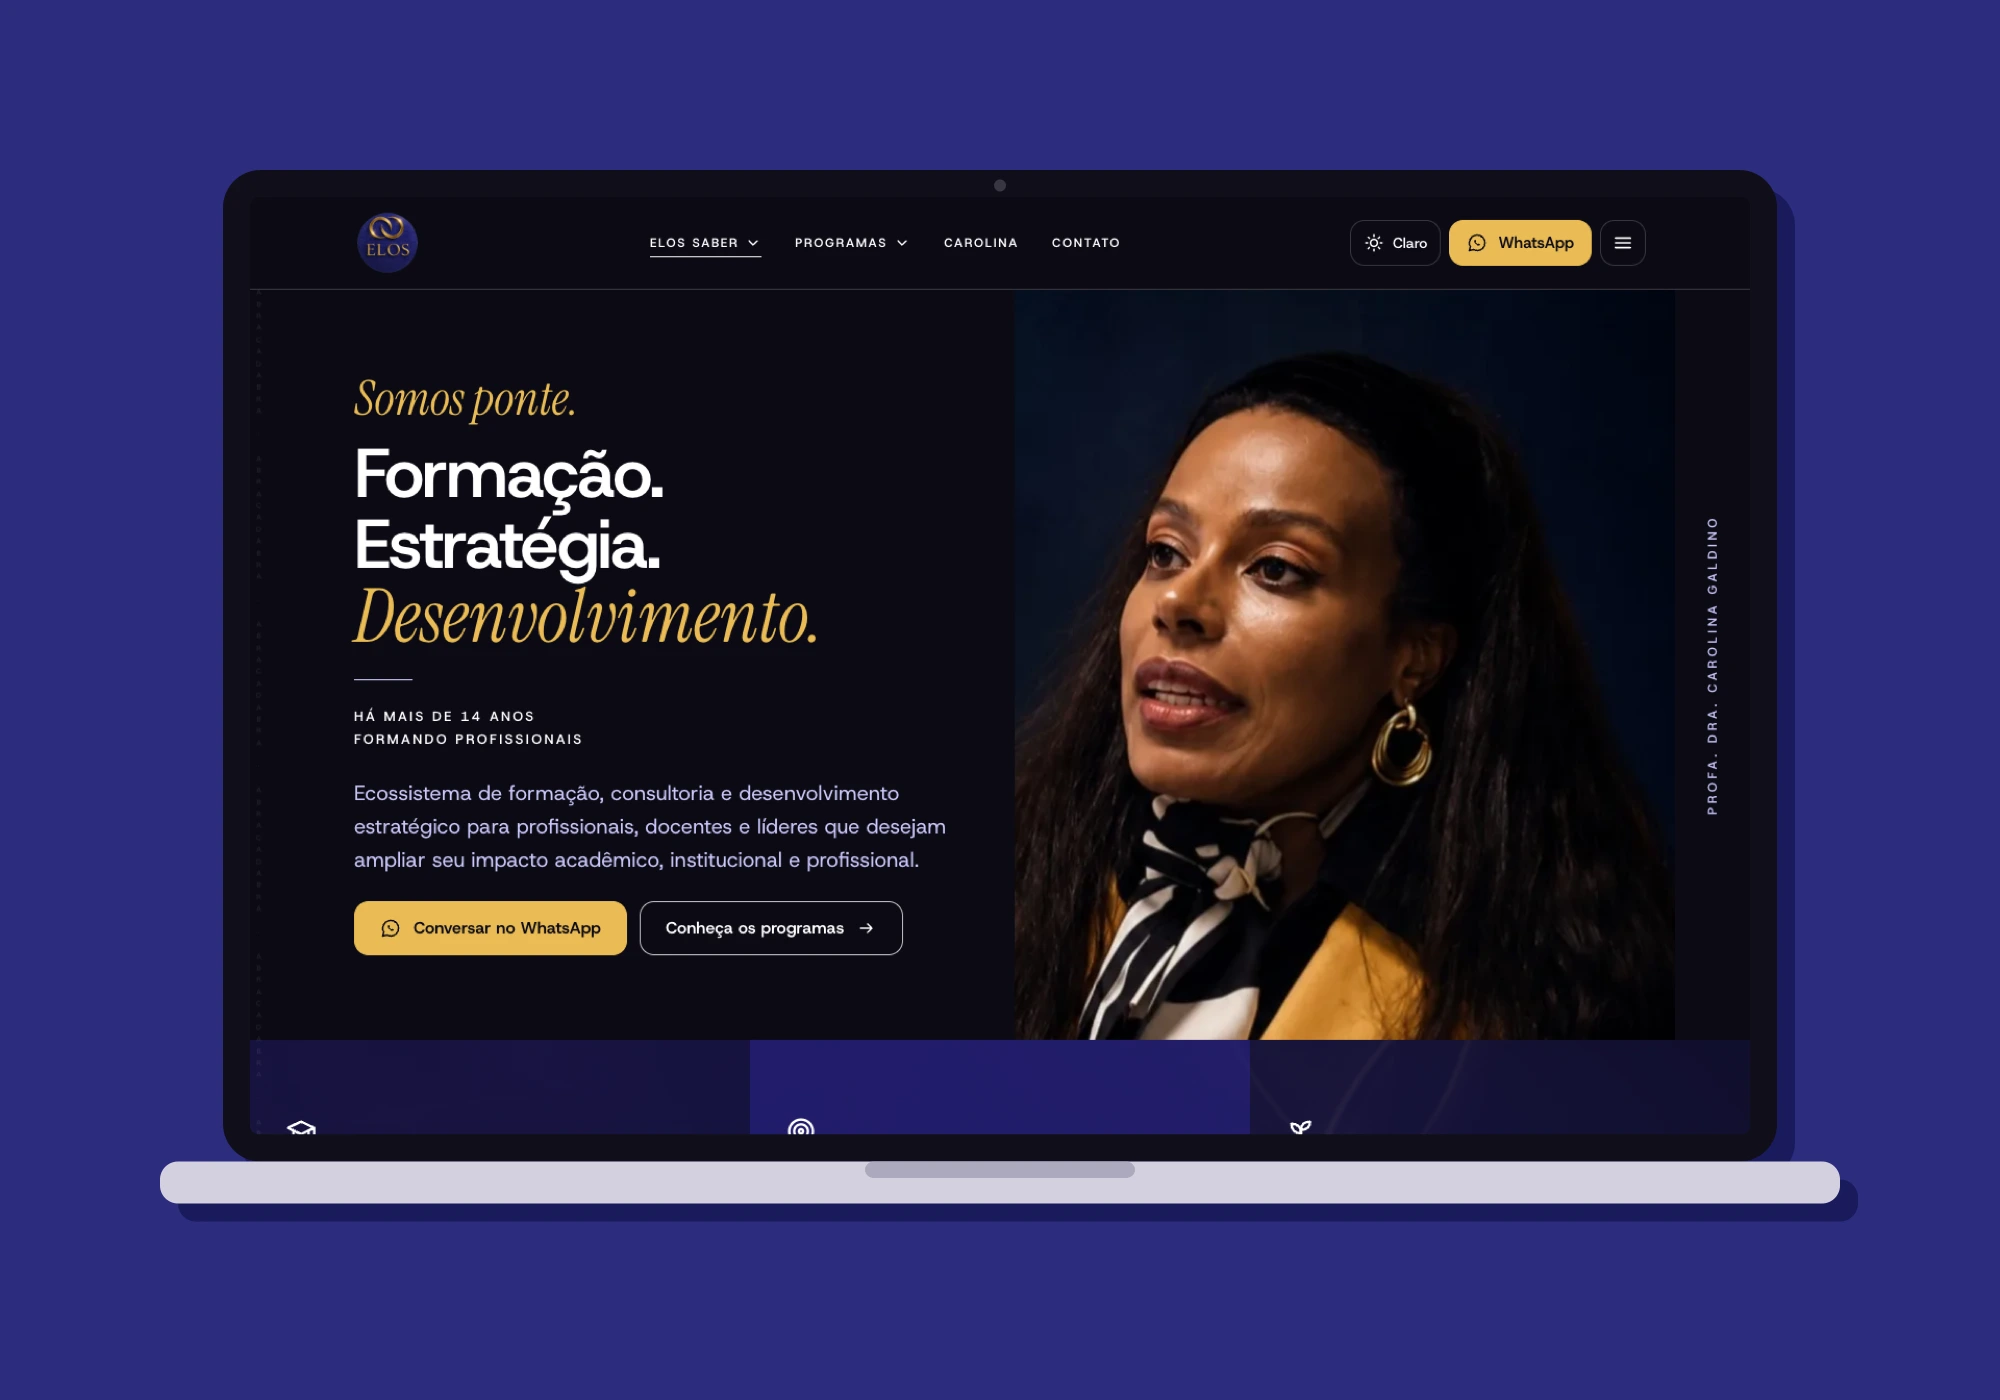 ELOS
ELOS SABER
PROGRAMAS
CAROLINA
CONTATO
Claro
WhatsApp
Somos ponte.
Formação.
Estratégia.
Desenvolvimento.
HÁ MAIS DE 14 ANOS
FORMANDO PROFISSIONAIS
Ecossistema de formação, consultoria e desenvolvimento
estratégico para profissionais, docentes e líderes que desejam
ampliar seu impacto acadêmico, institucional e profissional.
Conversar no WhatsApp
Conheça os programas
PROFA. DRA. CAROLINA GALDINO